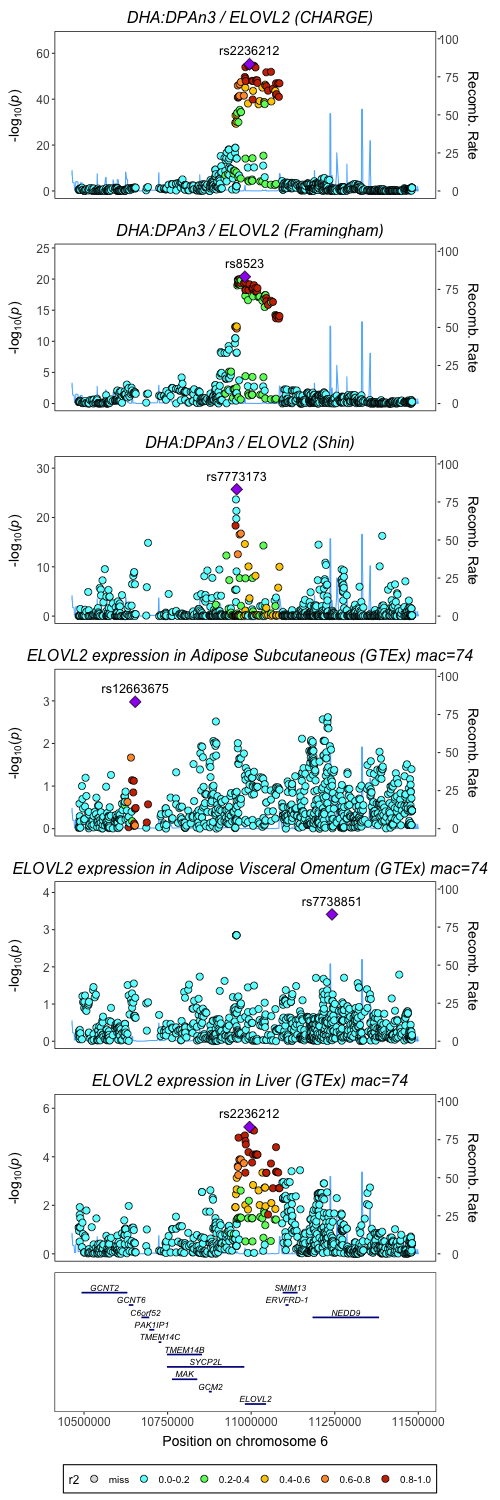 DHA:DPAn3 / ELOVL2 (CHARGE)
rs2236212
-log10(p)
Recomb. Rate
60
40
20
0
100
75
50
25
0
DHA:DPAn3 / ELOVL2 (Framingham)
rs8523
-log10(p)
Recomb. Rate
25
20
15
10
5
0
100
75
50
25
0
DHA:DPAn3 / ELOVL2 (Shin)
rs7773173
-log10(p)
Recomb. Rate
30
20
10
0
100
75
50
25
0
ELOVL2 expression in Adipose Subcutaneous (GTEx) mac=74
rs12663675
-log10(p)
Recomb. Rate
3
2
1
0
100
75
50
25
0
ELOVL2 expression in Adipose Visceral Omentum (GTEx) mac=74
rs7738851
-log10(p)
Recomb. Rate
4
3
2
1
0
100
75
50
25
0
ELOVL2 expression in Liver (GTEx) mac=74
rs2236212
-log10(p)
Recomb. Rate
6
4
2
0
100
75
50
25
0
GCNT2
SMIM13
GCNT6
ERVFRD-1
C6orf52
NEDD9
PAK1IP1
TMEM14C
TMEM14B
SYCP2L
MAK
GCM2
ELOVL2
10500000 10750000 11000000 11250000 11500000
Position on chromosome 6
r2 miss 0.0-0.2 0.2-0.4 0.4-0.6 0.6-0.8 0.8-1.0